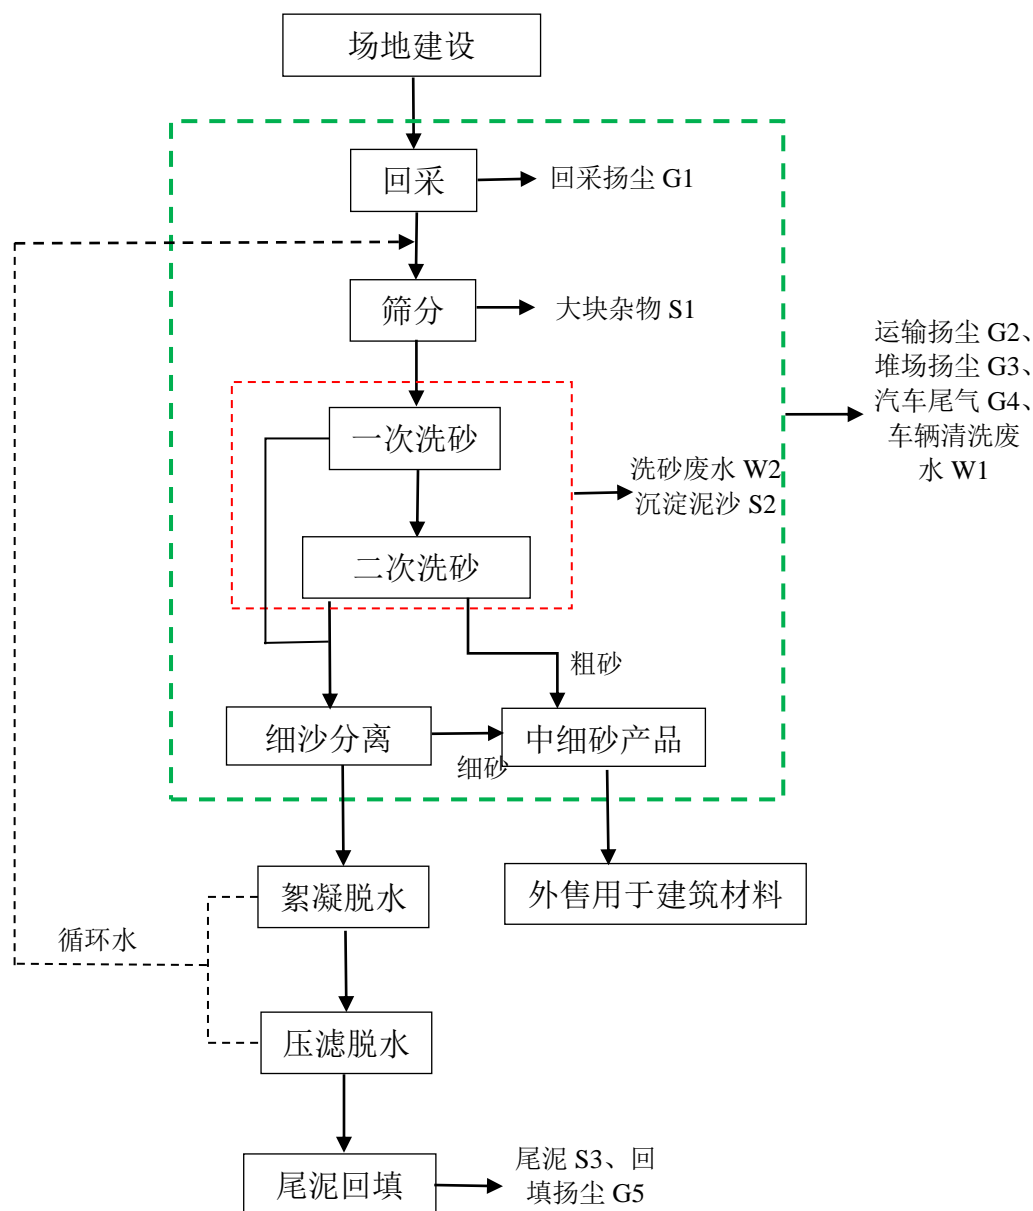 场地建设
回采
回采扬尘 G1
筛分
大块杂物 S1
运输扬尘 G2、
堆场扬尘 G3、
汽车尾气 G4、
车辆清洗废
水 W1
一次洗砂
洗砂废水 W2
沉淀泥沙 S2
二次洗砂
粗砂
细沙分离
细砂
中细砂产品
絮凝脱水
外售用于建筑材料
循环水
压滤脱水
尾泥回填
尾泥 S3、回
填扬尘 G5